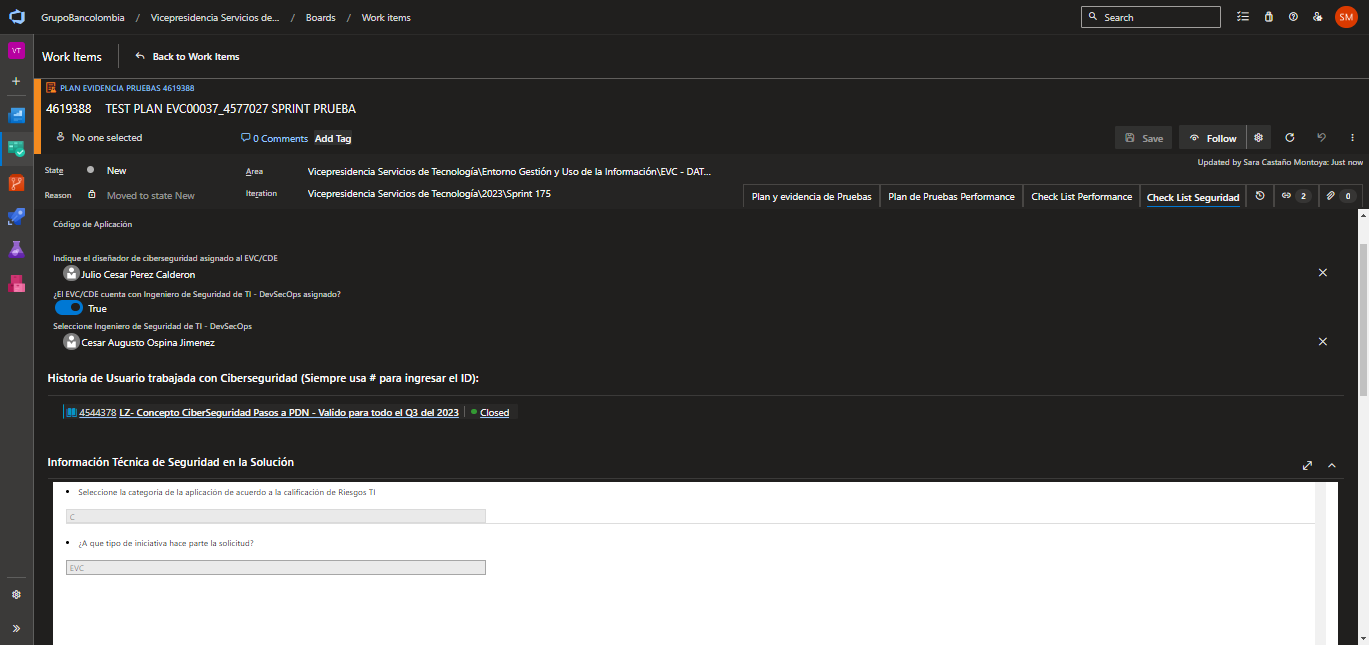 GrupoBancolombia / Vicepresidencia Servicios de... / Boards / Work items
Search
SM
VT
Work Items
Back to Work Items
PLAN EVIDENCIA PRUEBAS 4619388
4619388 TEST PLAN EVC00037_4577027 SPRINT PRUEBA
No one selected
0 Comments
Add Tag
Save
Follow
Updated by Sara Castaño Montoya: Just now
State New
Area Vicepresidencia Servicios de Tecnología\Entorno Gestión y Uso de la Información\EVC - DAT...
Reason Moved to state New
Iteration Vicepresidencia Servicios de Tecnología\2023\Sprint 175
Plan y evidencia de Pruebas
Plan de Pruebas Performance
Check List Performance
Check List Seguridad
2
0
Código de Aplicación
Indique el diseñador de ciberseguridad asignado al EVC/CDE
Julio Cesar Perez Calderon
¿El EVC/CDE cuenta con Ingeniero de Seguridad de TI - DevSecOps asignado?
True
Seleccione Ingeniero de Seguridad de TI - DevSecOps
Cesar Augusto Ospina Jimenez
Historia de Usuario trabajada con Ciberseguridad (Siempre usa # para ingresar el ID):
4544378 LZ- Concepto CiberSeguridad Pasos a PDN - Valido para todo el Q3 del 2023 Closed
Información Técnica de Seguridad en la Solución
• Seleccione la categoria de la aplicación de acuerdo a la calificación de Riesgos TI
C
• ¿A que tipo de iniciativa hace parte la solicitud?
EVC